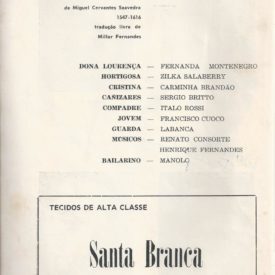 de Miguel Cervantes Saavedra
1547-1616
tradução livre de
Millor Fernandes
DONA LOURENÇA — FERNANDA MONTENEGRO
HORTIGOSA — ZILKA SALABERRY
CRISTINA — CARMINHA BRANDÃO
CAÑIZARES — SERGIO BRITTO
COMPADRE — ITALO ROSSI
JOVEM — FRANCISCO CUOCO
GUARDA — LABANCA
MUSICOS — RENATO CONSORTE
HENRIQUE FERNANDES
BAILARINO — MANOLO
TECIDOS DE ALTA CLASSE
Santa Branca